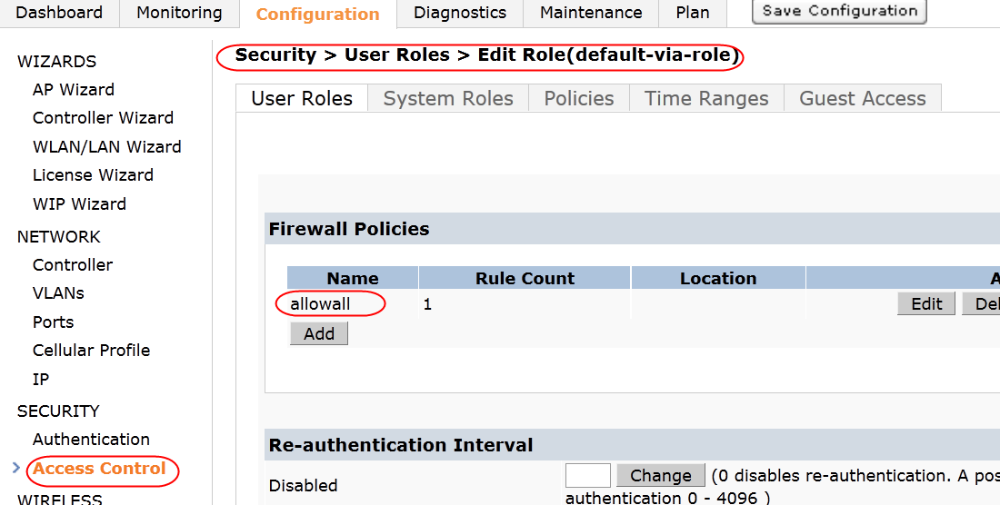 Dashboard Monitoring Configuration Diagnostics Maintenance Plan Save Configuration
Security > User Roles > Edit Role(default-via-role)
WIZARDS
AP Wizard
Controller Wizard
WLAN/LAN Wizard
License Wizard
WIP Wizard
NETWORK
Controller
VLANs
Ports
Cellular Profile
IP
SECURITY
Authentication
Access Control
WIRELESS
User Roles System Roles Policies Time Ranges Guest Access
Firewall Policies
Name Rule Count Location A
allowall 1 Edit Del
Add
Re-authentication Interval
Disabled Change (0 disables re-authentication. A pos
authentication 0 - 4096 )